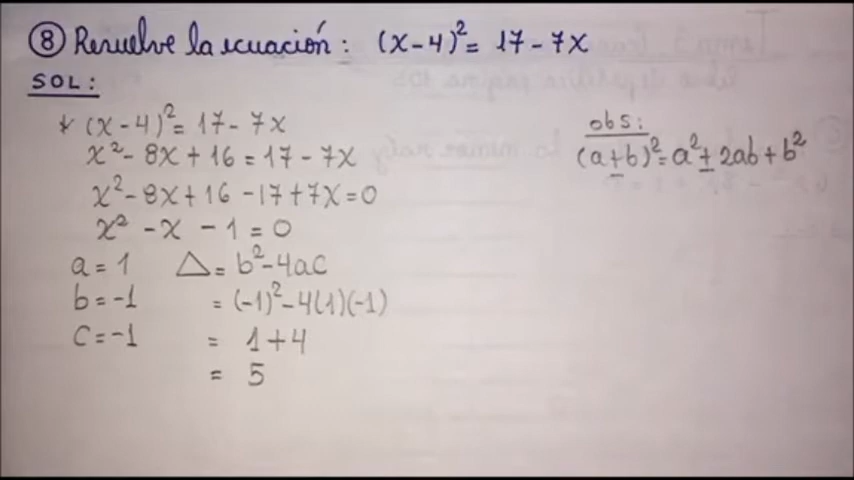 ⑧ Resuelve la ecuación: (x-4)²= 17-7x
SOL:
* (x-4)²= 17-7x
x²-8x+16=17-7x
x²-8x+16-17+7x=0
x²-x-1=0
a=1 △= b²-4ac
b=-1 =(-1)²-4(1)(-1)
c=-1 = 1+4
= 5
obs:
(a±b)²=a²±2ab+b²